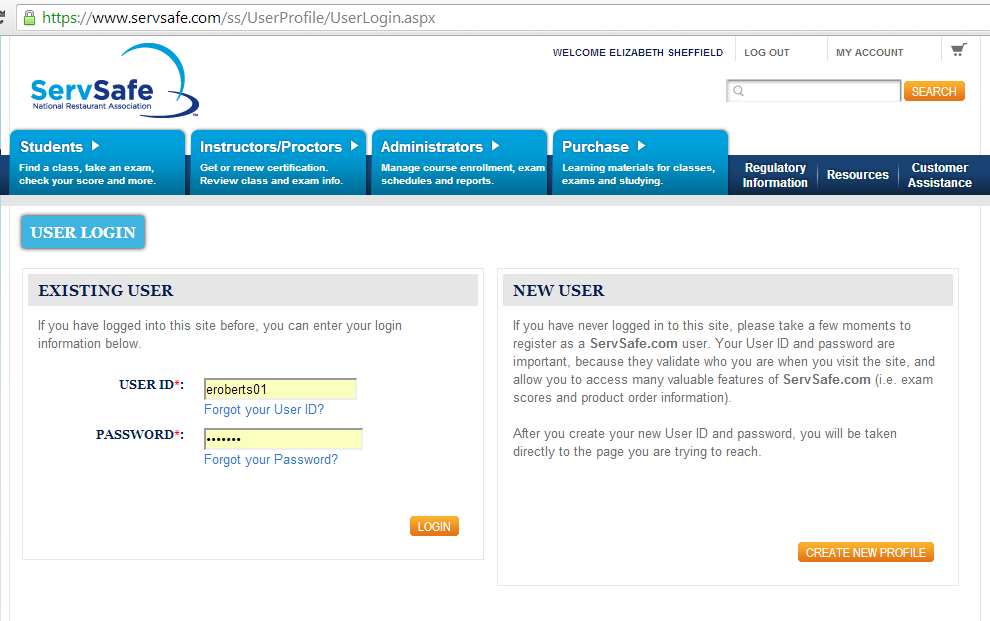 https://www.servsafe.com/ss/UserProfile/UserLogin.aspx
WELCOME ELIZABETH SHEFFIELD
LOG OUT
MY ACCOUNT
ServSafe
National Restaurant Association
TM
SEARCH
Students
Find a class, take an exam,
check your score and more.
Instructors/Proctors
Get or renew certification.
Review class and exam info.
Administrators
Manage course enrollment, exam
schedules and reports.
Purchase
Learning materials for classes,
exams and studying.
Regulatory
Information
Resources
Customer
Assistance
USER LOGIN
EXISTING USER
If you have logged into this site before, you can enter your login
information below.
USER ID*: eroberts01
Forgot your User ID?
PASSWORD*: •••••••
Forgot your Password?
LOGIN
NEW USER
If you have never logged in to this site, please take a few moments to
register as a ServSafe.com user. Your User ID and password are
important, because they validate who you are when you visit the site, and
allow you to access many valuable features of ServSafe.com (i.e. exam
scores and product order information).
After you create your new User ID and password, you will be taken
directly to the page you are trying to reach.
CREATE NEW PROFILE